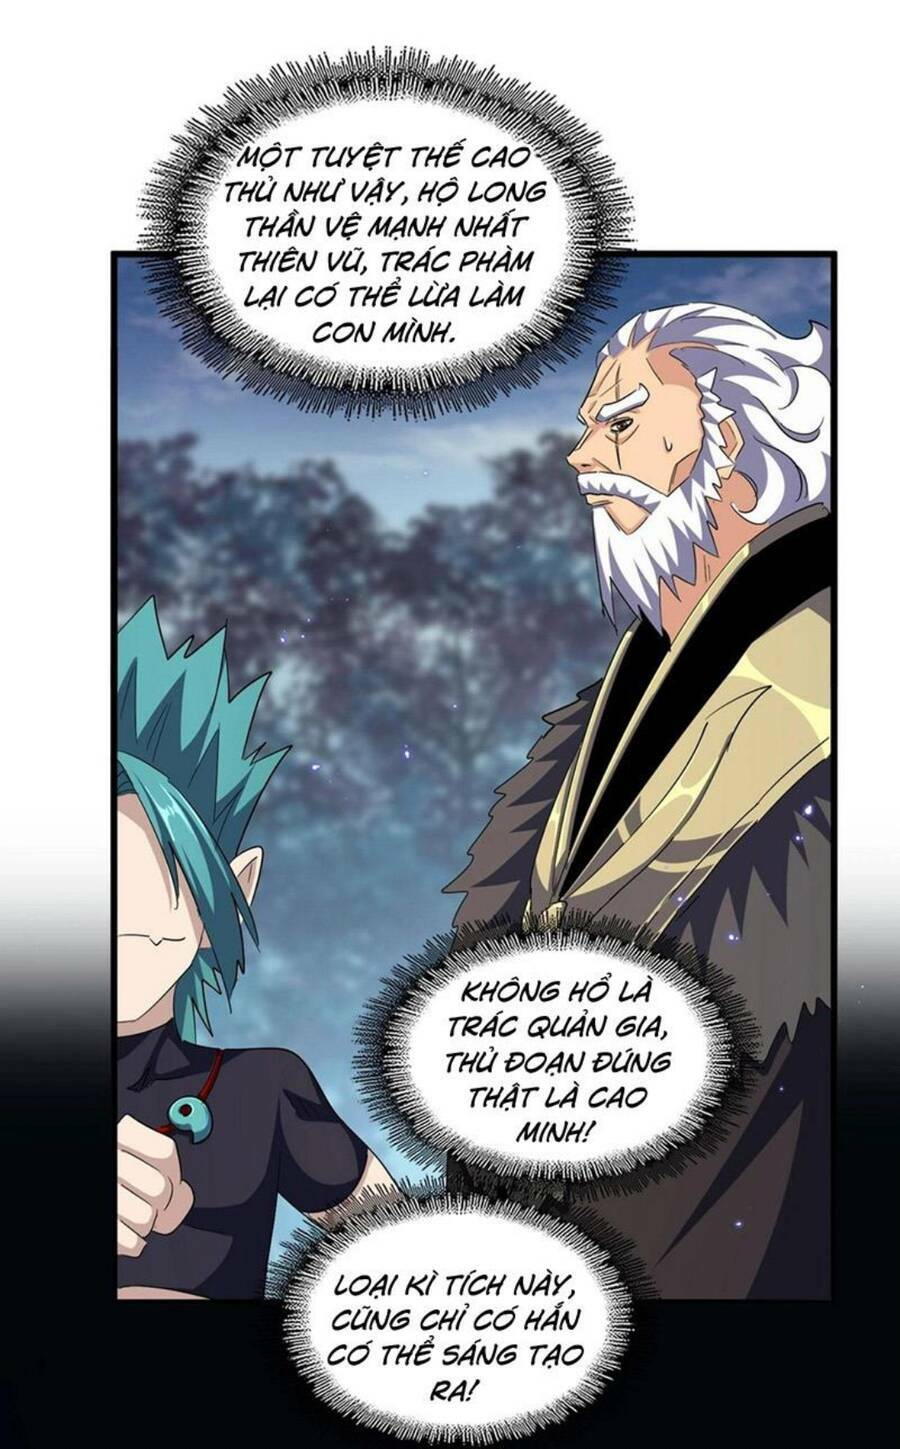 MỘT TUYỆT THẾ CAO
THỦ NHƯ VẬY, HỘ LONG
THẦN VỆ MẠNH NHẤT
THIÊN VŨ, TRÁC PHÀM
LẠI CÓ THỂ LỪA LÀM
CON MÌNH.
KHÔNG HỔ LÀ
TRÁC QUẢN GIA,
THỦ ĐOẠN ĐÚNG
THẬT LÀ CAO
MINH!
LOẠI KÌ TÍCH NÀY,
CŨNG CHỈ CÓ HẮN
CÓ THỂ SÁNG TẠO
RA!